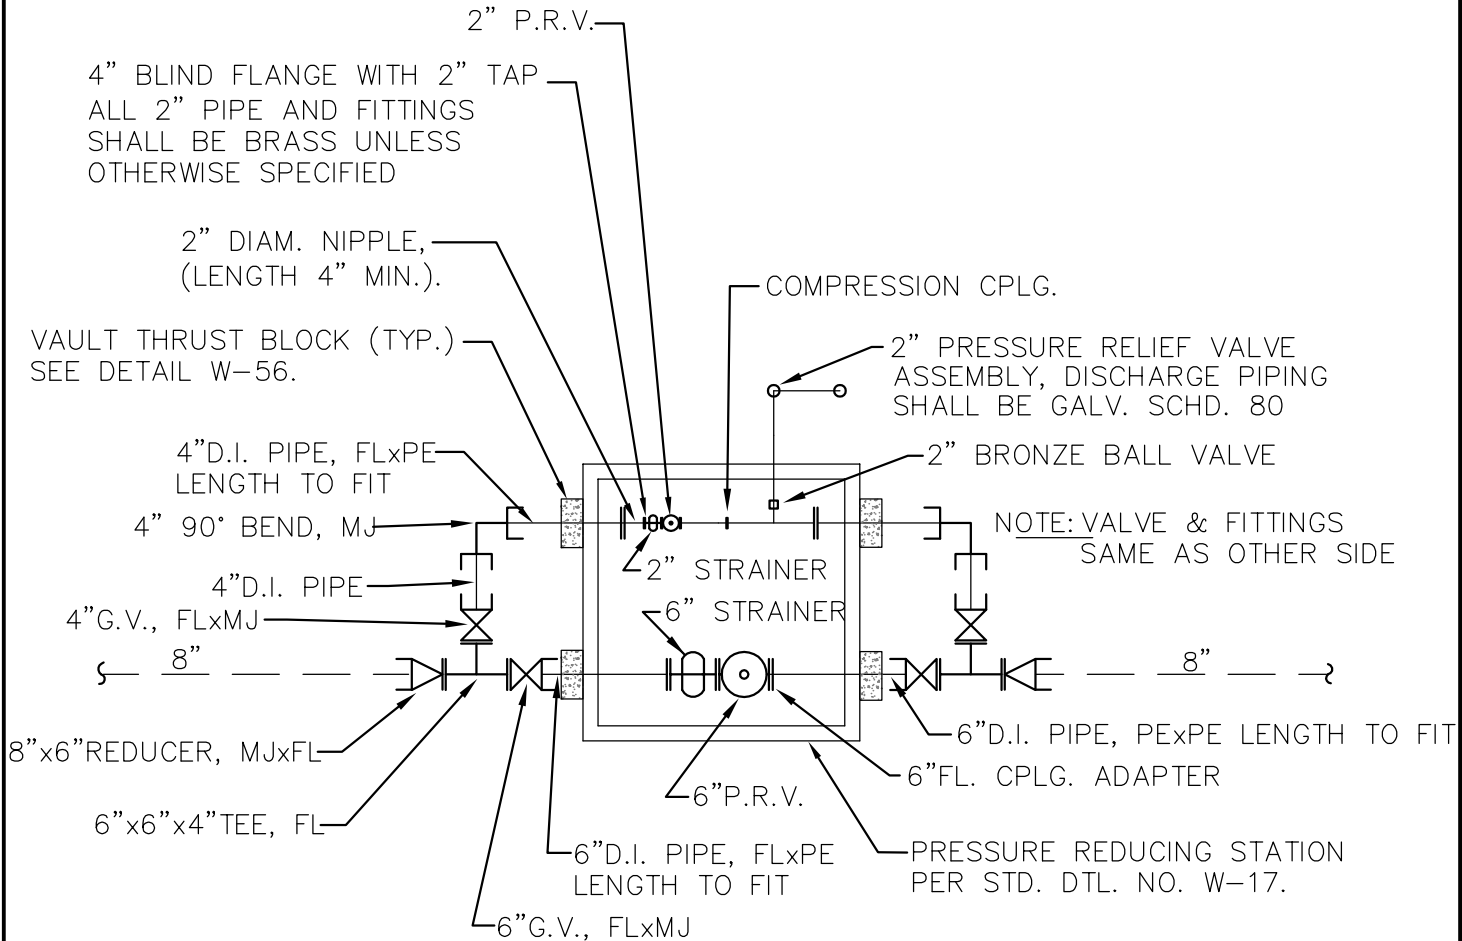 2” P.R.V.
4” BLIND FLANGE WITH 2” TAP
ALL 2” PIPE AND FITTINGS
SHALL BE BRASS UNLESS
OTHERWISE SPECIFIED
2” DIAM. NIPPLE,
(LENGTH 4” MIN.).
COMPRESSION CPLG.
VAULT THRUST BLOCK (TYP.)
SEE DETAIL W-56.
2” PRESSURE RELIEF VALVE
ASSEMBLY, DISCHARGE PIPING
SHALL BE GALV. SCHD. 80
4”D.I. PIPE, FLxPE
LENGTH TO FIT
2” BRONZE BALL VALVE
4” 90° BEND, MJ
NOTE: VALVE & FITTINGS
SAME AS OTHER SIDE
2” STRAINER
4”D.I. PIPE
6” STRAINER
4”G.V., FLxMJ
8”
8”
8”x6”REDUCER, MJxFL
6”D.I. PIPE, PExPE LENGTH TO FIT
6”FL. CPLG. ADAPTER
6”P.R.V.
6”x6”x4”TEE, FL
6”D.I. PIPE, FLxPE
LENGTH TO FIT
PRESSURE REDUCING STATION
PER STD. DTL. NO. W-17.
6”G.V., FLxMJ